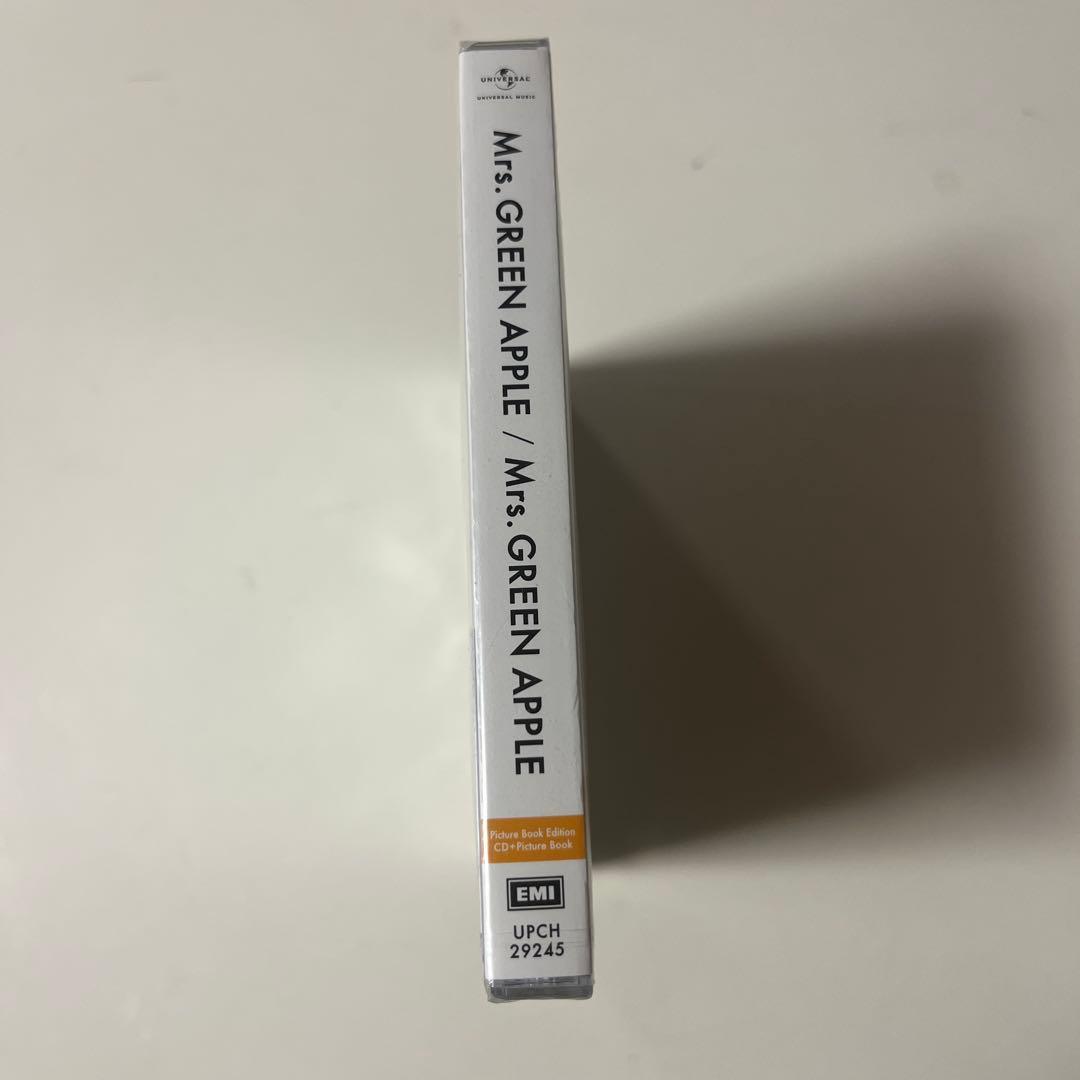 UNIVERSAL
UNIVERSAL MUSIC
Mrs. GREEN APPLE / Mrs. GREEN APPLE
Picture Book Edition
CD+Picture Book
EMI
UPCH
29245